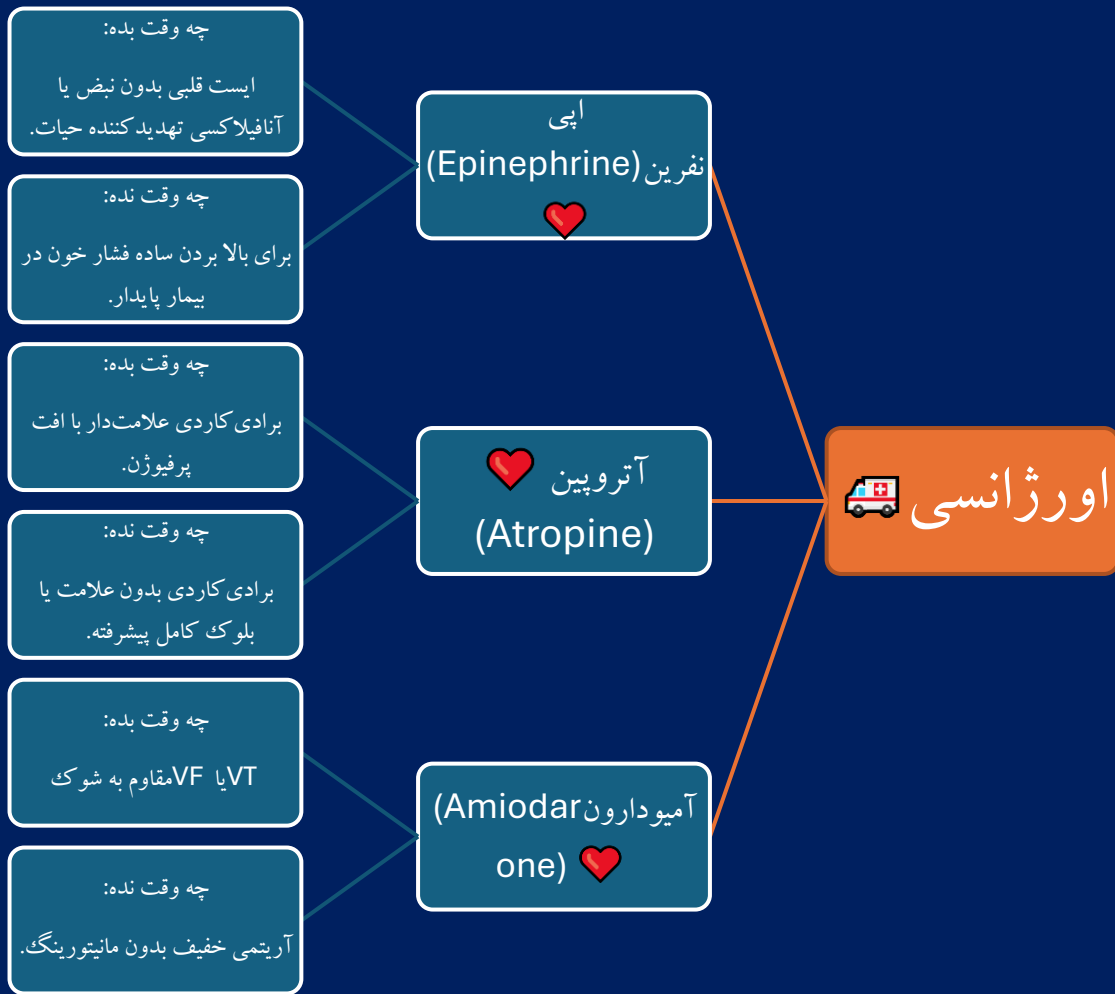 اورژانسی 🚑
اپی
نفرین (Epinephrine)
❤️
چه وقت بده:
ایست قلبی بدون نبض یا
آنافیلاکسی تهدیدکننده حیات.
چه وقت نده:
برای بالا بردن ساده فشار خون در
بیمار پایدار.
آتروپین ❤️
(Atropine)
چه وقت بده:
برادی‌کاردی علامت‌دار با افت
پرفیوژن.
چه وقت نده:
برادی‌کاردی بدون علامت یا
بلوک کامل پیشرفته.
آمیودارون (Amiodar
one) ❤️
چه وقت بده:
VT یا VF مقاوم به شوک
چه وقت نده:
آریتمی خفیف بدون مانیتورینگ.